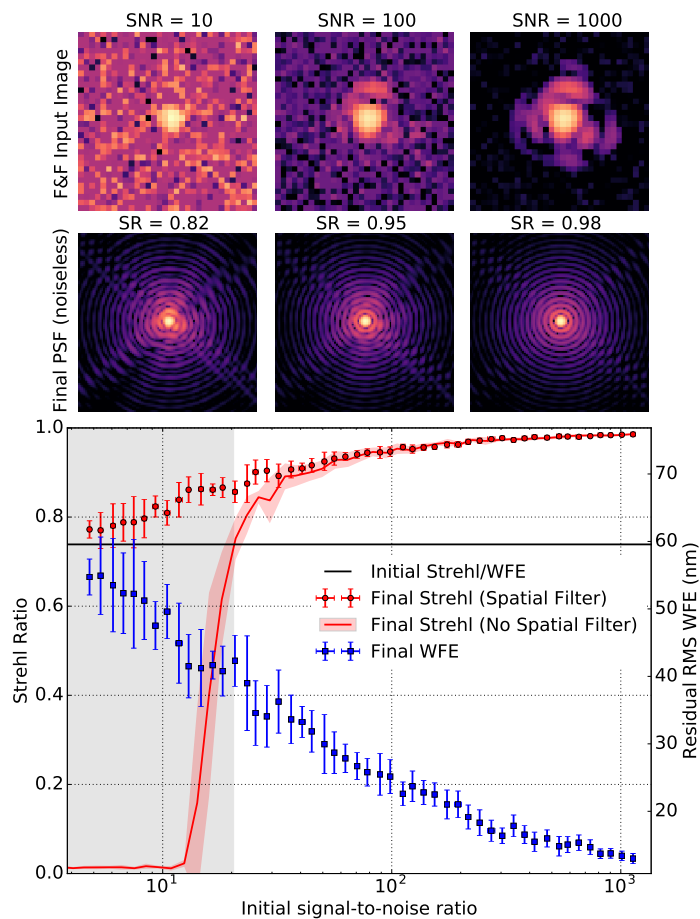 SNR = 10
SNR = 100
SNR = 1000
F&F Input Image
SR = 0.82
SR = 0.95
SR = 0.98
Final PSF (noiseless)
1.0
0.8
0.6
0.4
0.2
0.0
Strehl Ratio
70
60
50
40
30
20
Residual RMS WFE (nm)
Initial Strehl/WFE
Final Strehl (Spatial Filter)
Final Strehl (No Spatial Filter)
Final WFE
10¹
10²
10³
Initial signal-to-noise ratio